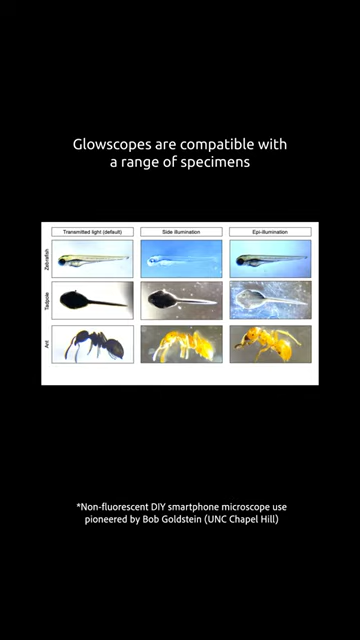 Glowscopes are compatible with
a range of specimens
Transmitted light (default) Side illumination Epi-illumination
Zebrafish
Tadpole
Ant
*Non-fluorescent DIY smartphone microscope use
pioneered by Bob Goldstein (UNC Chapel Hill)